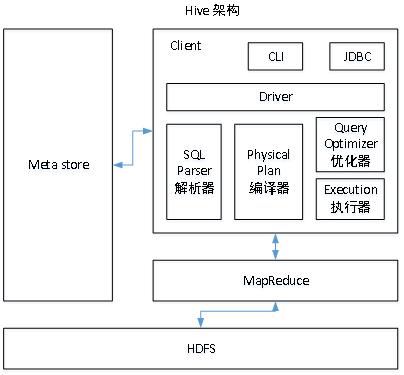 Hive 架构
Client
CLI
JDBC
Driver
Meta store
SQL
Parser
解析器
Physical
Plan
编译器
Query
Optimizer
优化器
Execution
执行器
MapReduce
HDFS